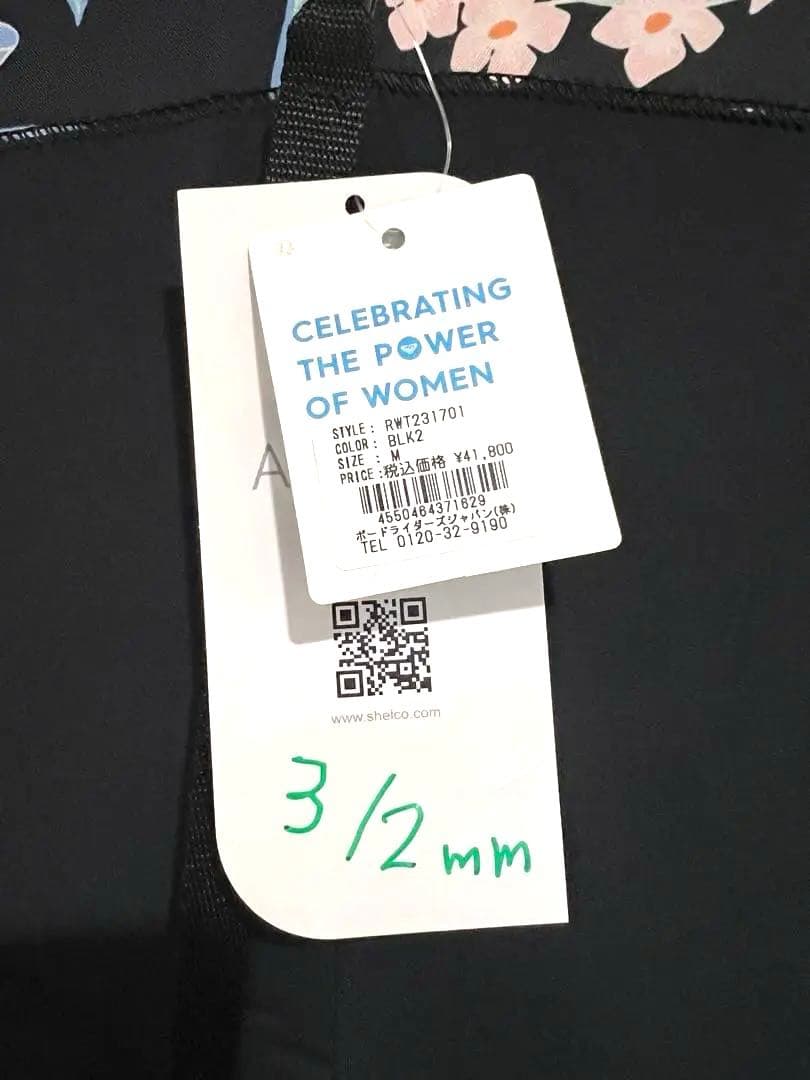 CELEBRATING
THE POWER
OF WOMEN
STYLE: RWT231701
COLOR: BLK2
SIZE : M
PRICE:税込価格 ¥41,800
4550464371629
ボードライダーズジャパン(株)
TEL 0120-32-9190
A
www.sheico.com
3/2mm